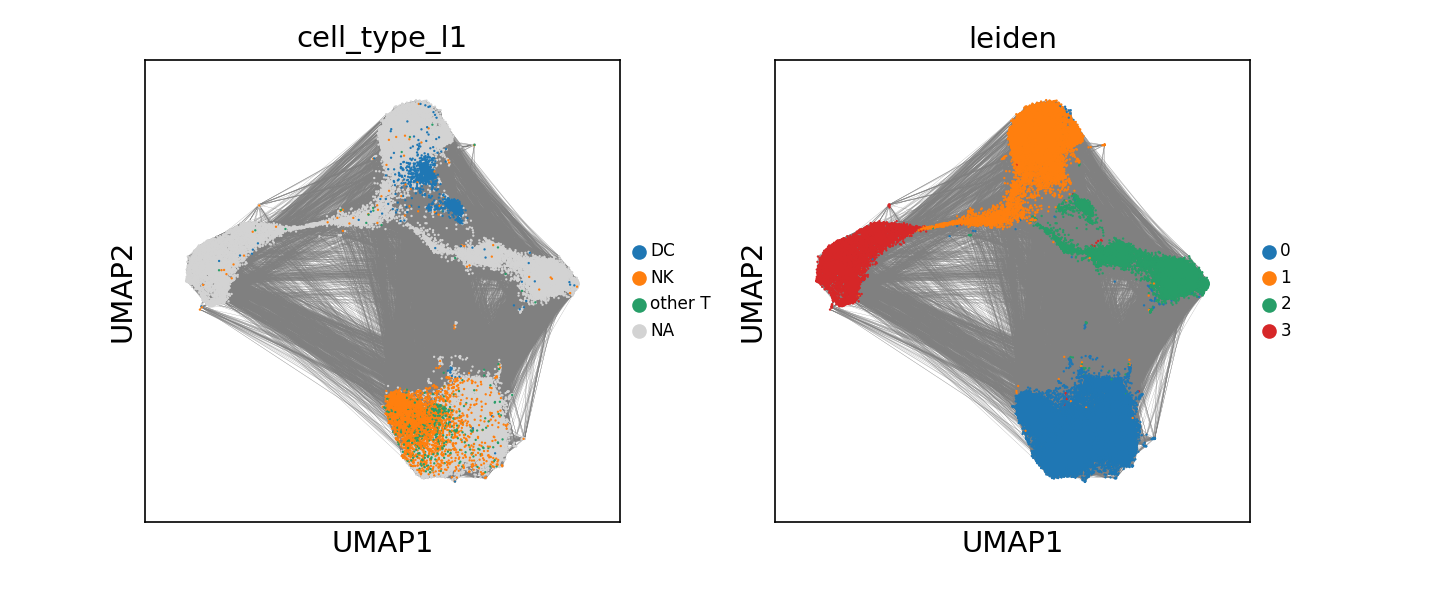 cell_type_l1
UMAP2
UMAP1
DC
NK
other T
NA
leiden
UMAP2
UMAP1
0
1
2
3